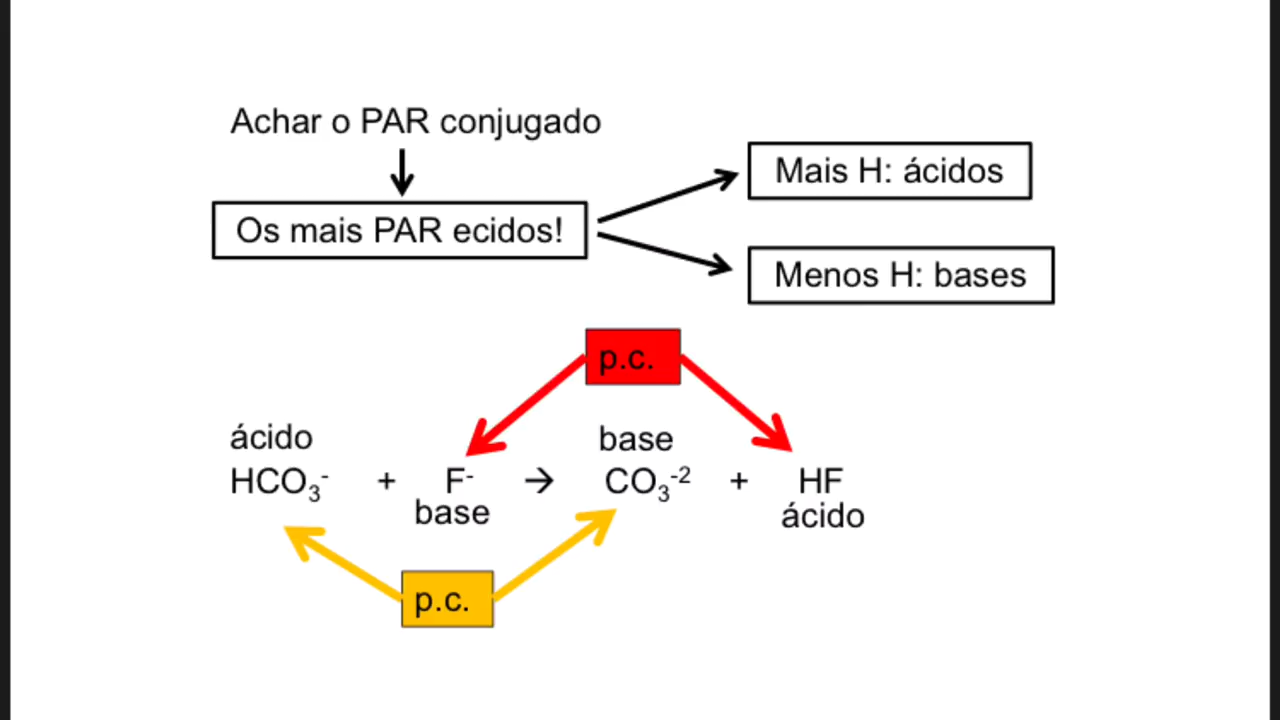 Achar o PAR conjugado
Os mais PAR ecidos!
Mais H: ácidos
Menos H: bases
p.c.
ácido base
HCO₃⁻ + F⁻ → CO₃⁻² + HF
base ácido
p.c.